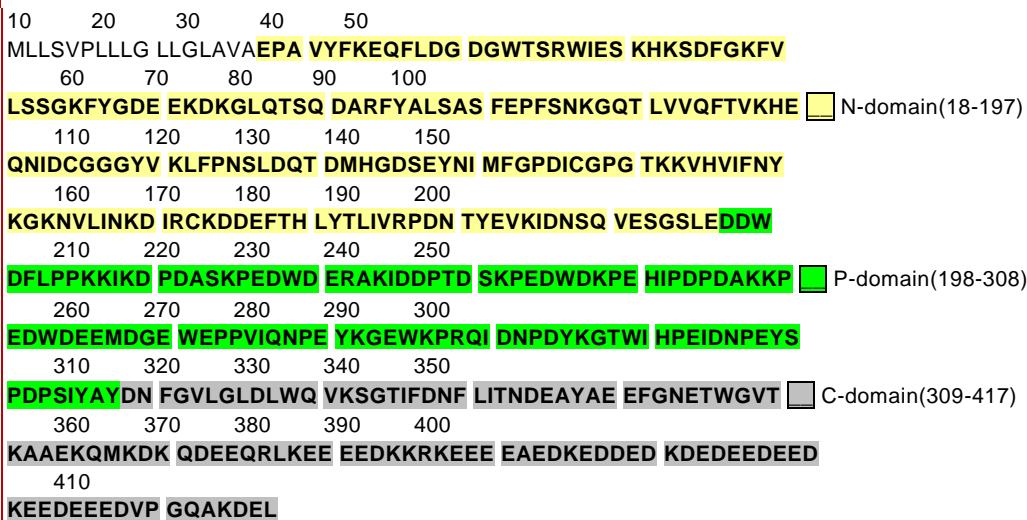 10 20 30 40 50
MLLSVPLLLG LLGLAVAEPA VYFKEQFLDG DGWTSRWIES KHKSDFGKFV
60 70 80 90 100
LSSGKFYGDE EKDKGLQTSQ DARFYALSAS FEPFSNKGQT LVVQFTVKHE __ N-domain(18-197)
110 120 130 140 150
QNIDCGGGYV KLFPNSLDQT DMHGDSEYNI MFGPDICGPG TKKVHVIFNY
160 170 180 190 200
KGKNVLINKD IRCKDDEFTH LYTLIVRPDN TYEVKIDNSQ VESGSLEDDW
210 220 230 240 250
DFLPPKKIKD PDASKPEDWD ERAKIDDPTD SKPEDWDKPE HIPDPDAKKP __ P-domain(198-308)
260 270 280 290 300
EDWDEEMDGE WEPPVIQNPE YKGEWKPRQI DNPDYKGTWI HPEIDNPEYS
310 320 330 340 350
PDPSIYAYDN FGVLGLDLWQ VKSGTIFDNF LITNDEAYAE EFGNETWGVT __ C-domain(309-417)
360 370 380 390 400
KAAEKQMKDK QDEEQRLKEE EEDKKRKEEE EAEDKEDDED KDEDEEDEED
410
KEEDEEEDVP GQAKDEL